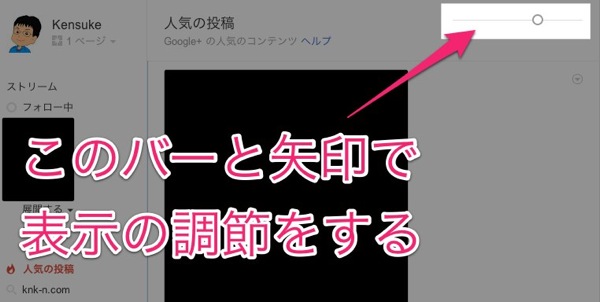 Kensuke
1 ページ
ストリーム
フォロー中
展開する
人気の投稿
knk-n.com
人気の投稿
Google+ の人気のコンテンツ ヘルプ
このバーと矢印で
表示の調節をする